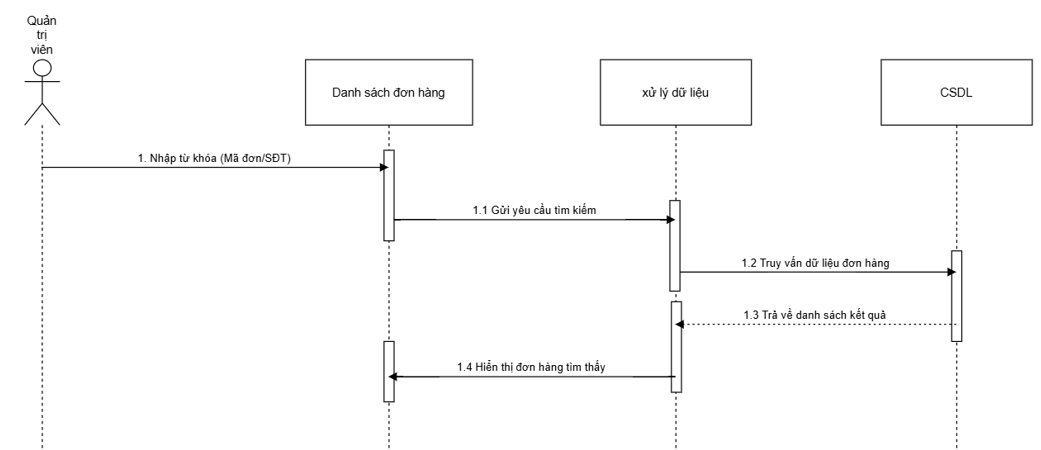 Quản
trị
viên
Danh sách đơn hàng
xử lý dữ liệu
CSDL
1. Nhập từ khóa (Mã đơn/SĐT)
1.1 Gửi yêu cầu tìm kiếm
1.2 Truy vấn dữ liệu đơn hàng
1.3 Trả về danh sách kết quả
1.4 Hiển thị đơn hàng tìm thấy